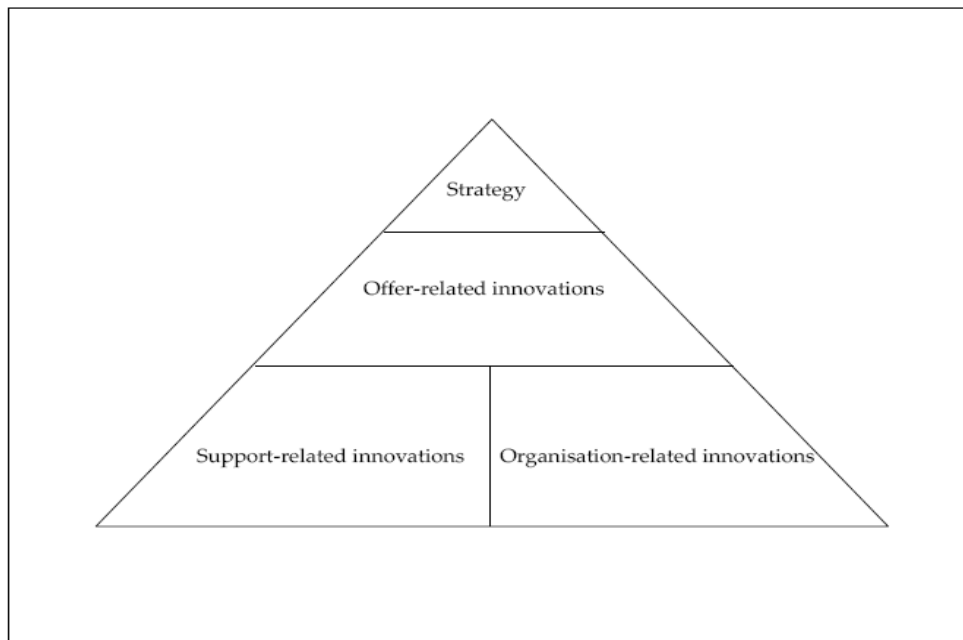 Strategy
Offer-related innovations
Support-related innovations
Organisation-related innovations